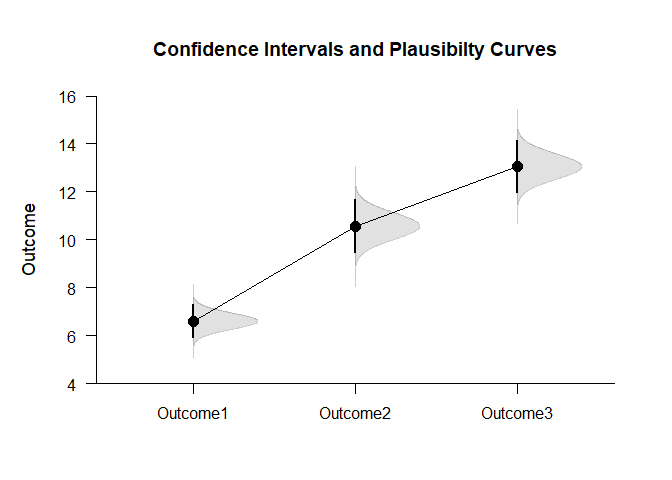 Confidence Intervals and Plausibilty Curves
Outcome
16
14
12
10
8
6
4
Outcome1
Outcome2
Outcome3